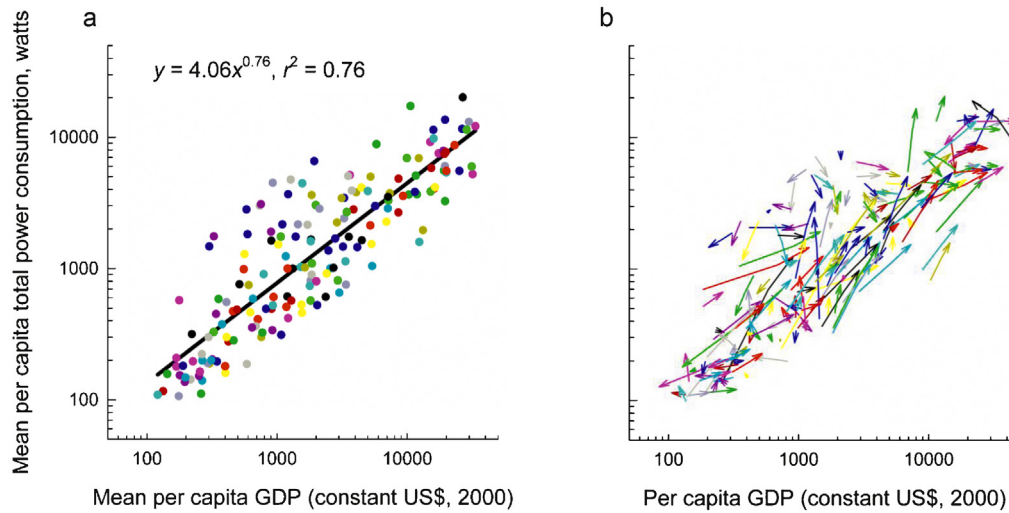 a
b
Mean per capita total power consumption, watts
y = 4.06x^0.76, r^2 = 0.76
10000
1000
100
100
1000
10000
100
1000
10000
Mean per capita GDP (constant US$, 2000)
Per capita GDP (constant US$, 2000)